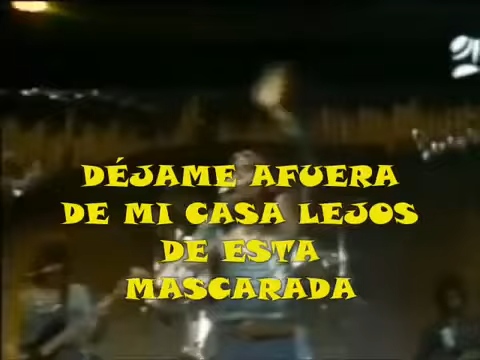 DÉJAME AFUERA
DE MI CASA LEJOS
DE ESTA
MASCARADA